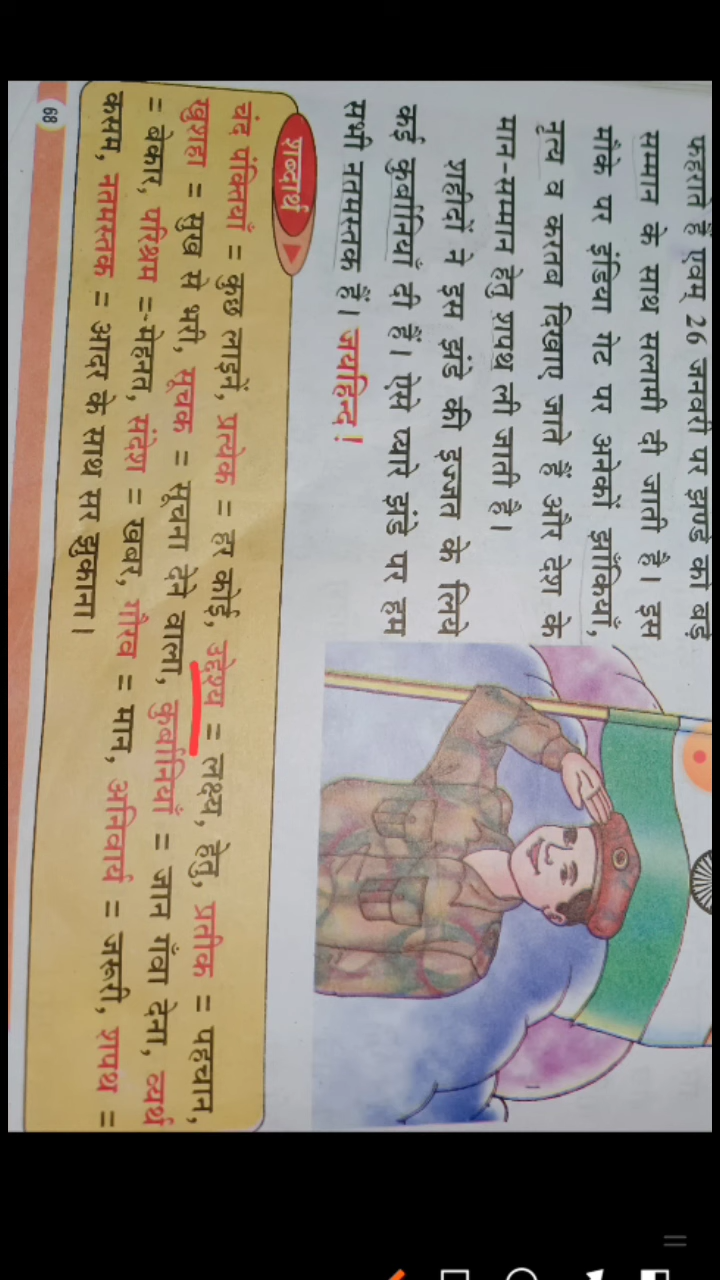 फहराते हैं एवम् 26 जनवरी पर झण्डे को बड़े
सम्मान के साथ सलामी दी जाती है। इस
मौके पर इंडिया गेट पर अनेकों झाँकियाँ,
नृत्य व करतब दिखाए जाते हैं और देश के
मान-सम्मान हेतु शपथ ली जाती है।
शहीदों ने इस झंडे की इज्जत के लिये
कई कुर्बानियाँ दी हैं। ऐसे प्यारे झंडे पर हम
सभी नतमस्तक हैं। जयहिन्द !
शब्दार्थ
चंद पंक्तियां = कुछ लाइनें, प्रत्येक = हर कोई, उद्देश्य = लक्ष्य, हेतु, प्रतीक = पहचान,
खुशहा = सुख से भरी, सूचक = सूचना देने वाला, कुर्बानियां = जान गंवा देना, व्यर्थ
= बेकार, परिश्रम = मेहनत, संदेश = खबर, गौरव = मान, अनिवार्य = जरूरी, शपथ =
कसम, नतमस्तक = आदर के साथ सर झुकाना।
68